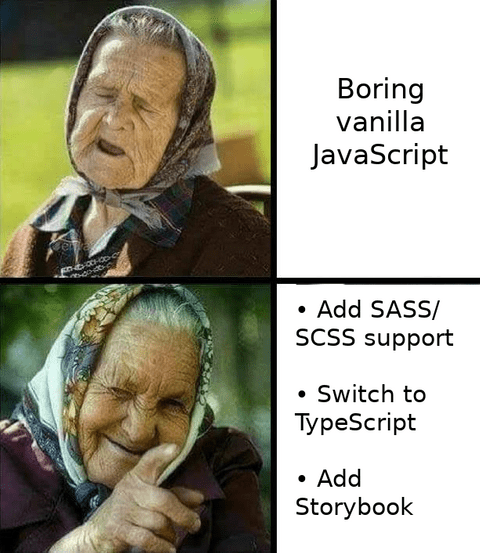 Boring
vanilla
JavaScript
• Add SASS/
SCSS support
• Switch to
TypeScript
• Add
Storybook